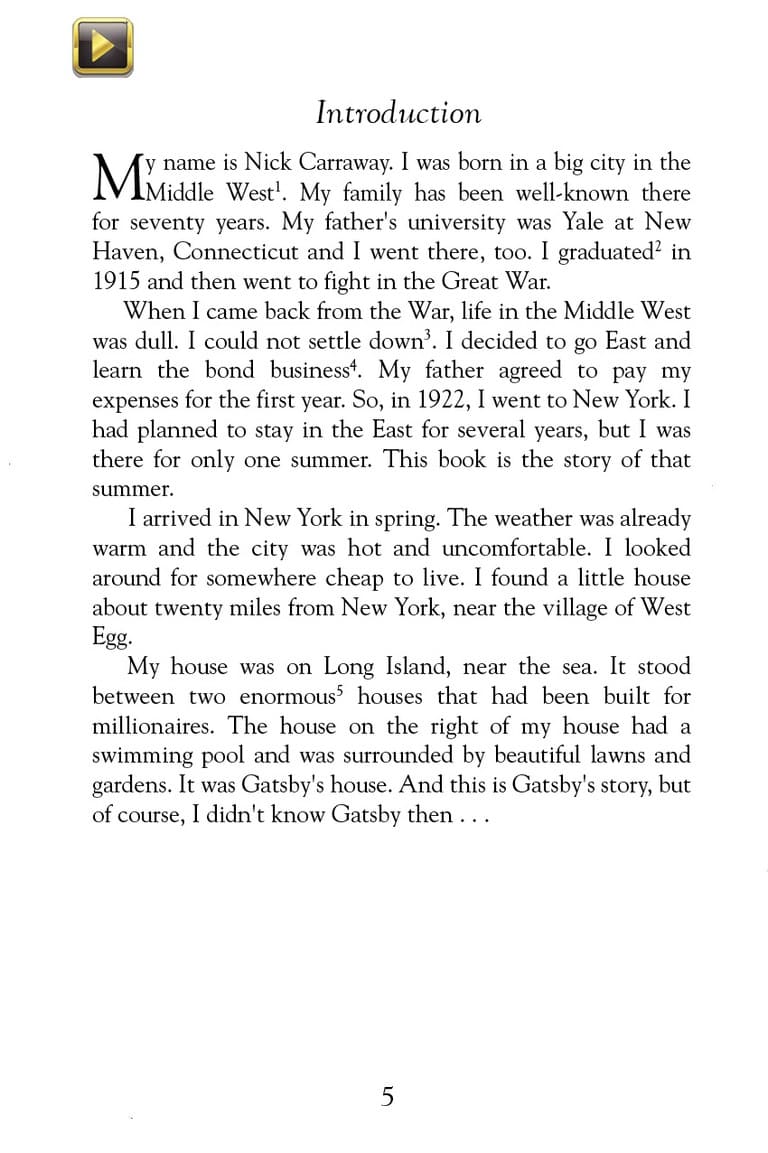 Introduction
My name is Nick Carraway. I was born in a big city in the
Middle West¹. My family has been well-known there
for seventy years. My father's university was Yale at New
Haven, Connecticut and I went there, too. I graduated² in
1915 and then went to fight in the Great War.
When I came back from the War, life in the Middle West
was dull. I could not settle down³. I decided to go East and
learn the bond business⁴. My father agreed to pay my
expenses for the first year. So, in 1922, I went to New York. I
had planned to stay in the East for several years, but I was
there for only one summer. This book is the story of that
summer.
I arrived in New York in spring. The weather was already
warm and the city was hot and uncomfortable. I looked
around for somewhere cheap to live. I found a little house
about twenty miles from New York, near the village of West
Egg.
My house was on Long Island, near the sea. It stood
between two enormous⁵ houses that had been built for
millionaires. The house on the right of my house had a
swimming pool and was surrounded by beautiful lawns and
gardens. It was Gatsby's house. And this is Gatsby's story, but
of course, I didn't know Gatsby then . . .
5